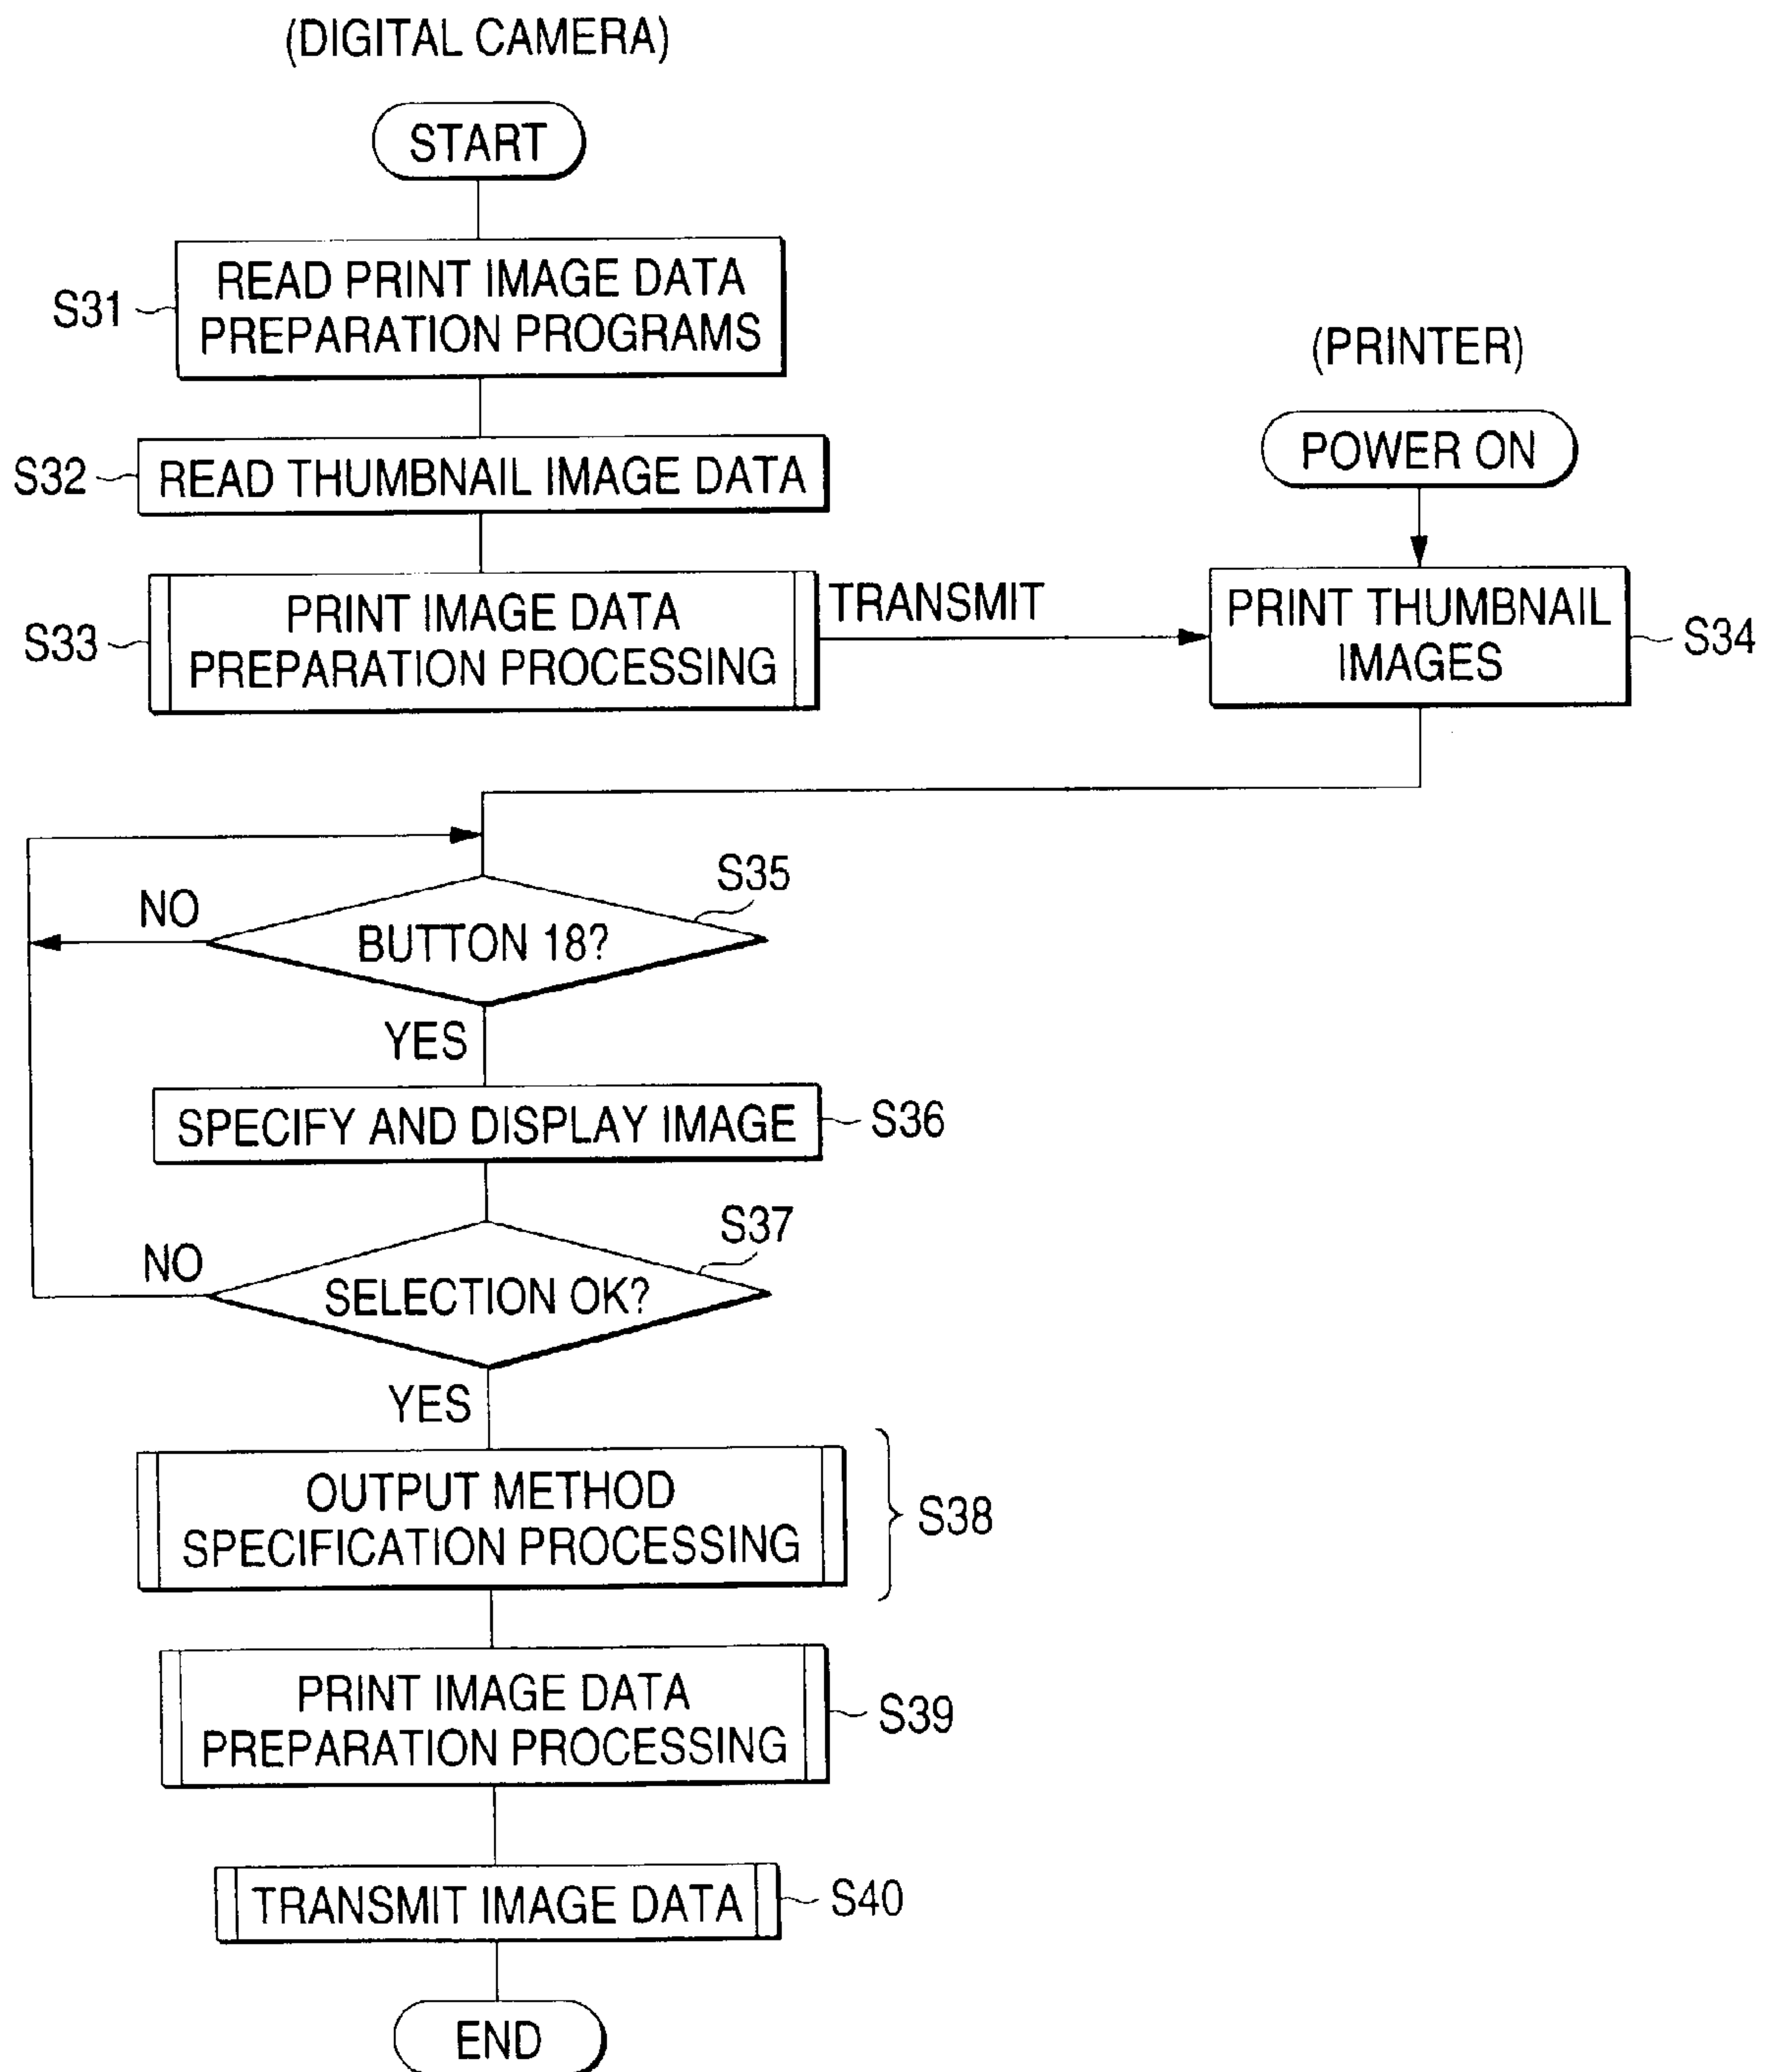 (DIGITAL CAMERA)
START
S31
READ PRINT IMAGE DATA
PREPARATION PROGRAMS
(PRINTER)
POWER ON
S32
READ THUMBNAIL IMAGE DATA
S33
PRINT IMAGE DATA
PREPARATION PROCESSING
TRANSMIT
PRINT THUMBNAIL
IMAGES
S34
S35
NO
BUTTON 18?
YES
SPECIFY AND DISPLAY IMAGE
S36
S37
NO
SELECTION OK?
YES
OUTPUT METHOD
SPECIFICATION PROCESSING
S38
PRINT IMAGE DATA
PREPARATION PROCESSING
S39
TRANSMIT IMAGE DATA
S40
END